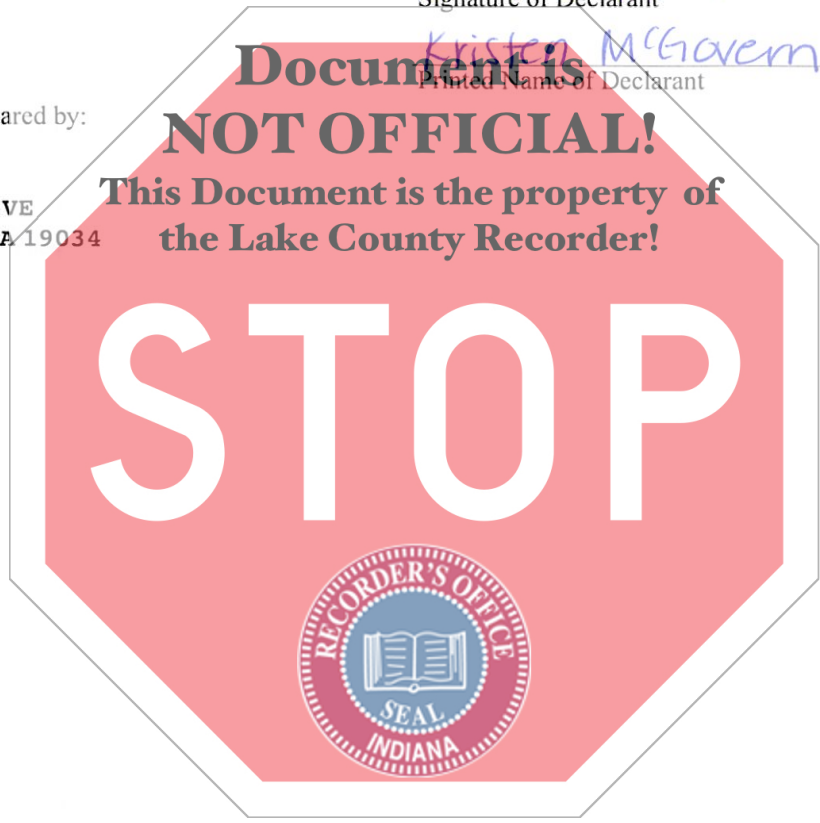 Signature of Declarant
Kristen McGovern
Document is
Printed Name of Declarant
ared by:
NOT OFFICIAL!
This Document is the property of
VE
the Lake County Recorder!
A 19034
STOP
RECORDER'S OFFICE
SEAL
INDIANA